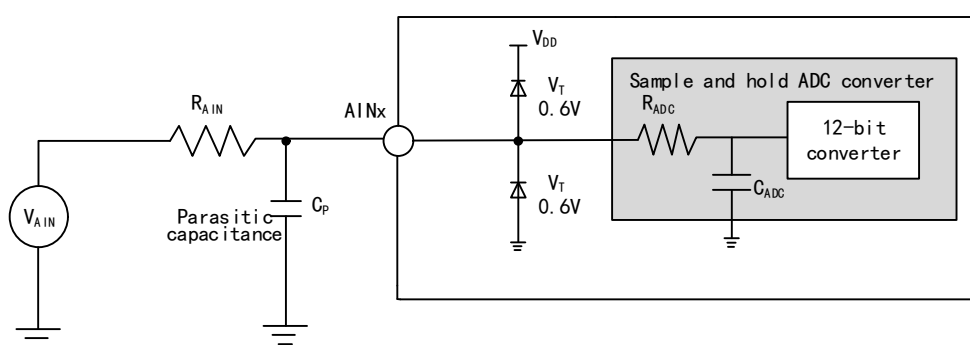 V_DD
Sample and hold ADC converter
V_T
0.6V
R_AIN
AINx
R_ADC
12-bit
converter
V_T
0.6V
C_ADC
V_AIN
Parasitic
capacitance
C_P